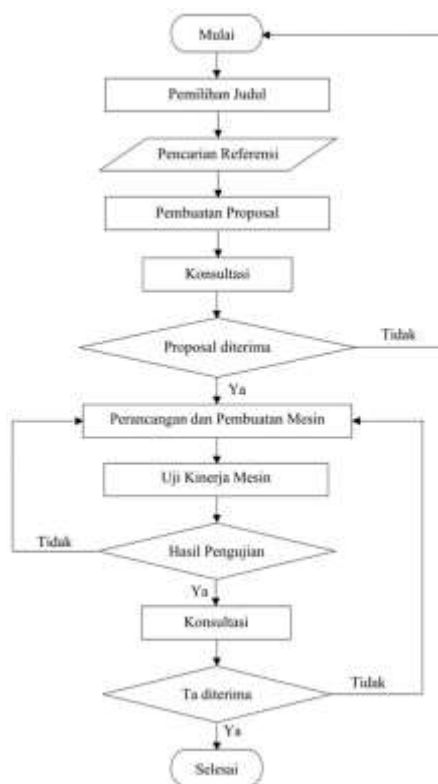 Mulai
Pemilihan Judul
Pencarian Referensi
Pembuatan Proposal
Konsultasi
Proposal diterima
Tidak
Ya
Perancangan dan Pembuatan Mesin
Uji Kinerja Mesin
Hasil Pengujian
Tidak
Ya
Konsultasi
Ta diterima
Tidak
Ya
Selesai